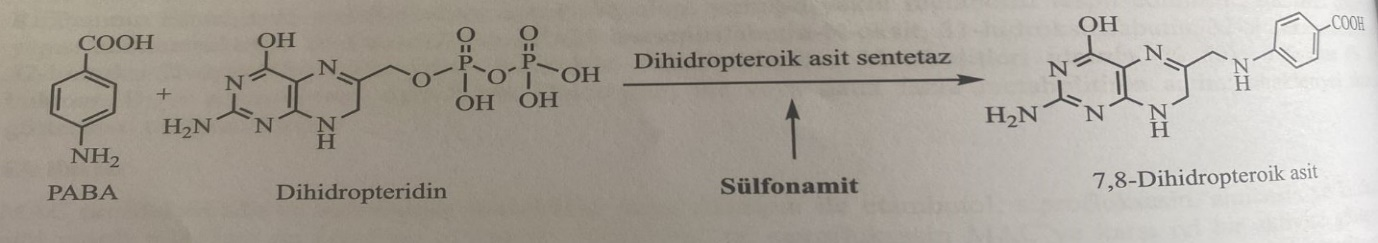 COOH
NH₂
PABA
+
OH
N
N
H₂N
N
N
H
O
O
P
O
P
OH
OH
OH
O
Dihidropteridin
Dihidropteroik asit sentetaz
Sülfonamit
OH
N
N
H₂N
N
N
H
N
H
COOH
7,8-Dihidropteroik asit